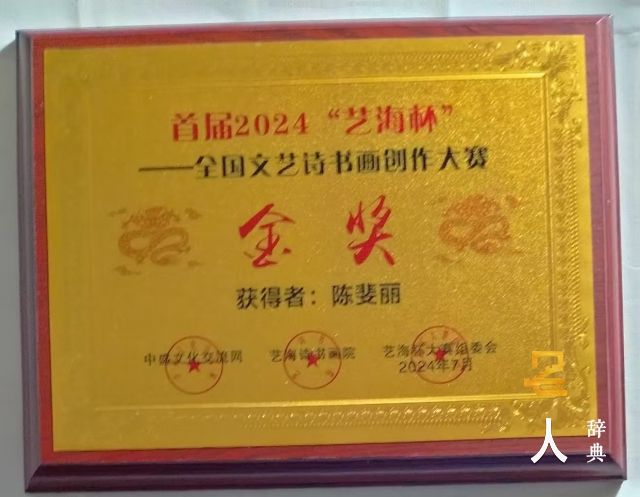 首届2024“艺海杯”
——全国文艺诗书画创作大赛
金奖
获得者：陈斐丽
中盛文化交流网 艺海诗书画院 艺海杯大赛组委会
2024年7月
名人辞典